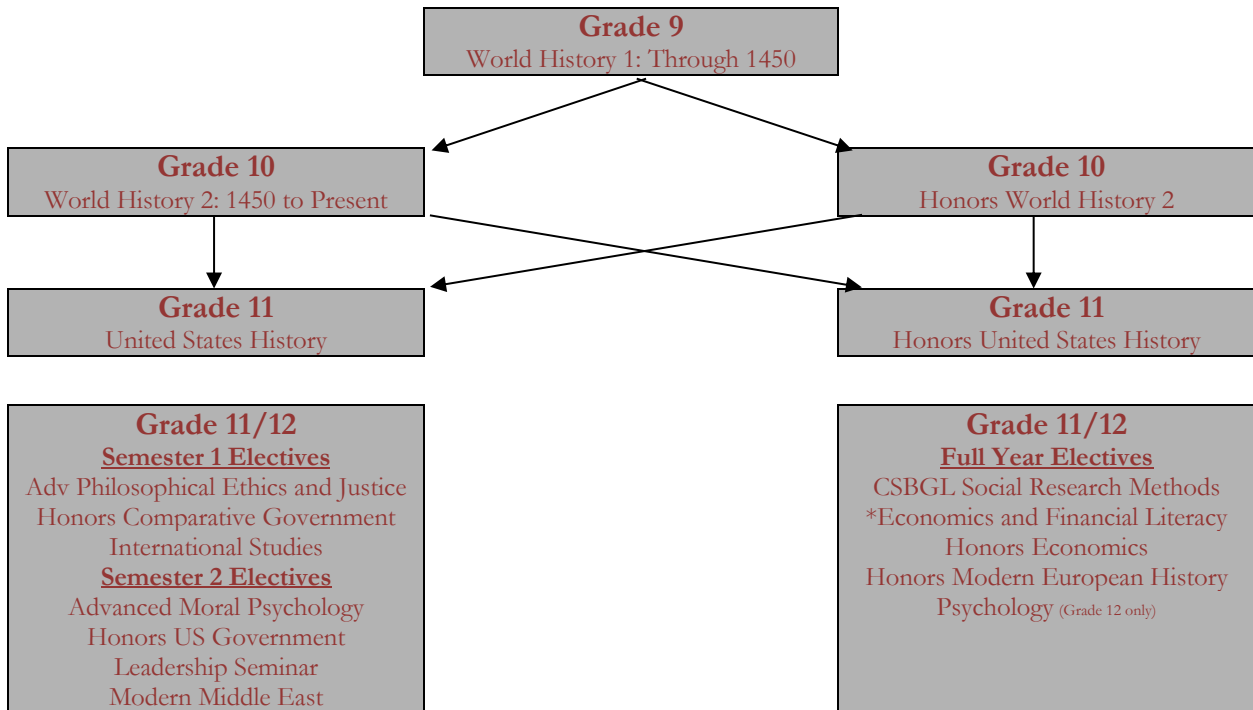 Grade 9
World History 1: Through 1450
Grade 10
World History 2: 1450 to Present
Grade 10
Honors World History 2
Grade 11
United States History
Grade 11
Honors United States History
Grade 11/12
Semester 1 Electives
Adv Philosophical Ethics and Justice
Honors Comparative Government
International Studies
Semester 2 Electives
Advanced Moral Psychology
Honors US Government
Leadership Seminar
Modern Middle East
Grade 11/12
Full Year Electives
CSBGL Social Research Methods
*Economics and Financial Literacy
Honors Economics
Honors Modern European History
Psychology (Grade 12 only)